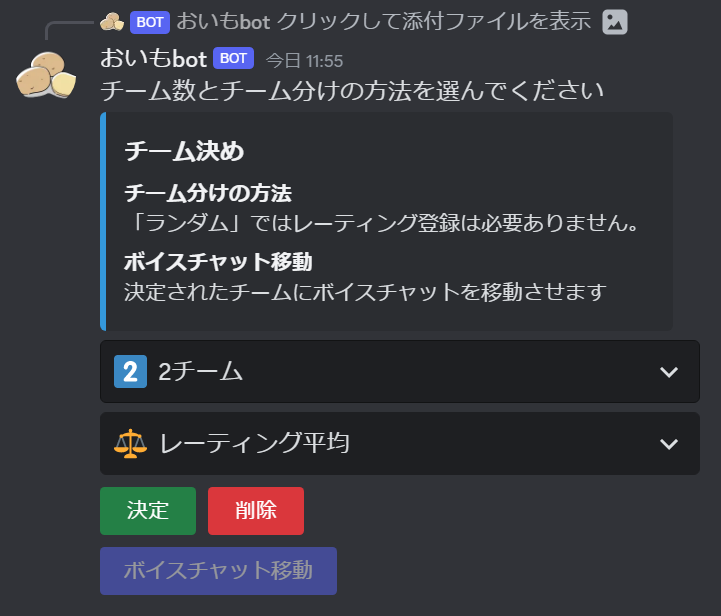 BOT おいもbot クリックして添付ファイルを表示
おいもbot BOT 今日 11:55
チーム数とチーム分けの方法を選んでください
チーム決め
チーム分けの方法
「ランダム」ではレーティング登録は必要ありません。
ボイスチャット移動
決定されたチームにボイスチャットを移動させます
2 2チーム
レーティング平均
決定 削除
ボイスチャット移動